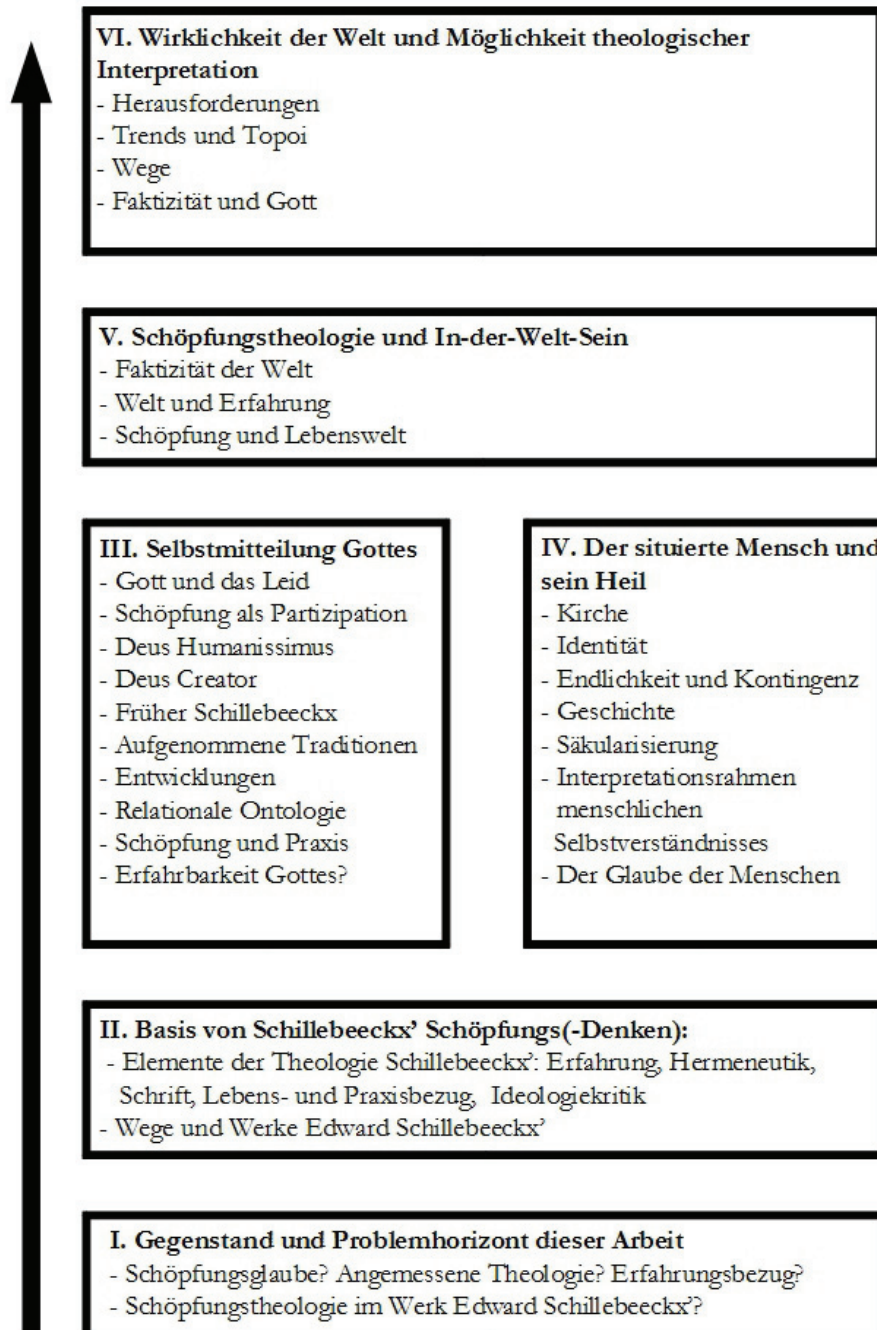 VI. Wirklichkeit der Welt und Möglichkeit theologischer
Interpretation
- Herausforderungen
- Trends und Topoi
- Wege
- Faktizität und Gott
V. Schöpfungstheologie und In-der-Welt-Sein
- Faktizität der Welt
- Welt und Erfahrung
- Schöpfung und Lebenswelt
III. Selbstmitteilung Gottes
- Gott und das Leid
- Schöpfung als Partizipation
- Deus Humanissimus
- Deus Creator
- Früher Schillebeeckx
- Aufgenommene Traditionen
- Entwicklungen
- Relationale Ontologie
- Schöpfung und Praxis
- Erfahrbarkeit Gottes?
IV. Der situierte Mensch und
sein Heil
- Kirche
- Identität
- Endlichkeit und Kontingenz
- Geschichte
- Säkularisierung
- Interpretationsrahmen
menschlichen
Selbstverständnisses
- Der Glaube der Menschen
II. Basis von Schillebeeckx’ Schöpfungs(-Denken):
- Elemente der Theologie Schillebeeckx’: Erfahrung, Hermeneutik,
Schrift, Lebens- und Praxisbezug, Ideologiekritik
- Wege und Werke Edward Schillebeeckx’
I. Gegenstand und Problemhorizont dieser Arbeit
- Schöpfungsglaube? Angemessene Theologie? Erfahrungsbezug?
- Schöpfungstheologie im Werk Edward Schillebeeckx’?